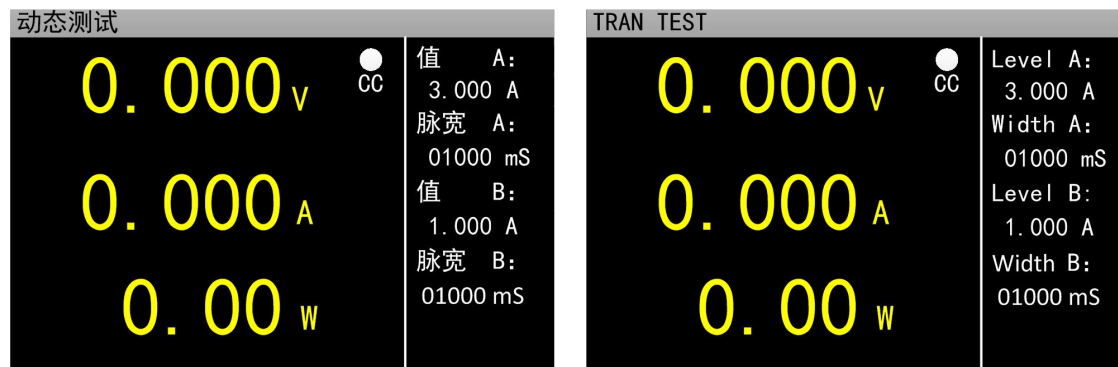 动态测试
0.000 V
CC
0.000 A
0.00 W
值 A:
3.000 A
脉宽 A:
01000 mS
值 B:
1.000 A
脉宽 B:
01000 mS
TRAN TEST
0.000 V
CC
0.000 A
0.00 W
Level A:
3.000 A
Width A:
01000 mS
Level B:
1.000 A
Width B:
01000 mS